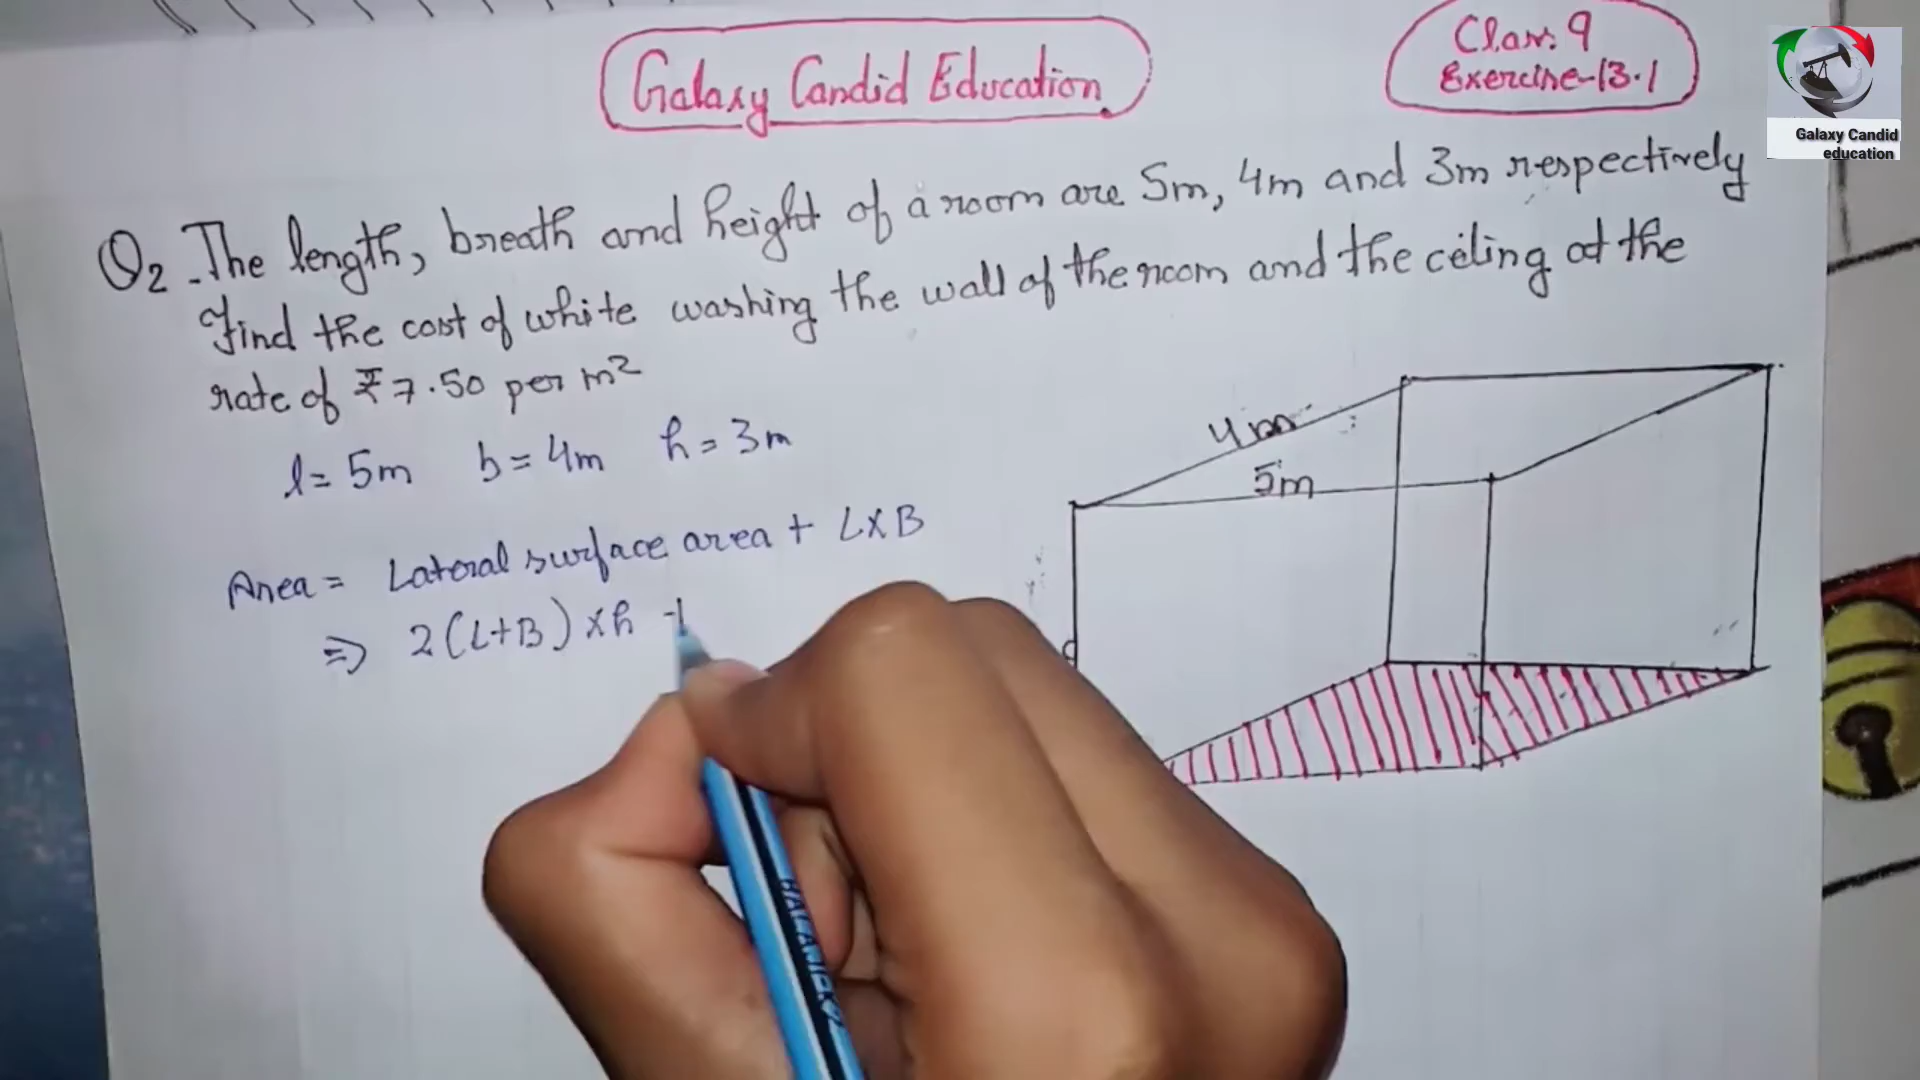 Galaxy Candid Education
Class: 9
Exercise-13.1
Galaxy Candid
education
Q2. The length, breath and height of a room are 5m, 4m and 3m respectively
Find the cost of white washing the wall of the room and the celing at the
rate of ₹7.50 per m²
l = 5m b = 4m h = 3m
Area = Lateral surface area + L×B
⇒ 2(L+B)×h +
4m
5m